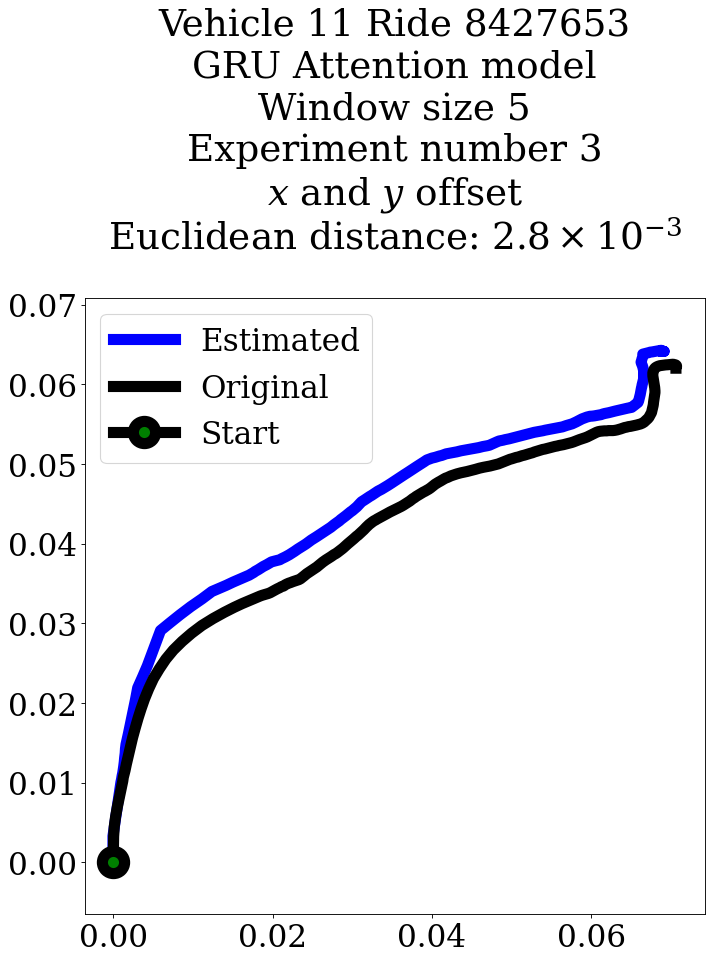 Vehicle 11 Ride 8427653
GRU Attention model
Window size 5
Experiment number 3
x and y offset
Euclidean distance: 2.8 × 10⁻³
0.07
0.06
0.05
0.04
0.03
0.02
0.01
0.00
Estimated
Original
Start
0.00 0.02 0.04 0.06